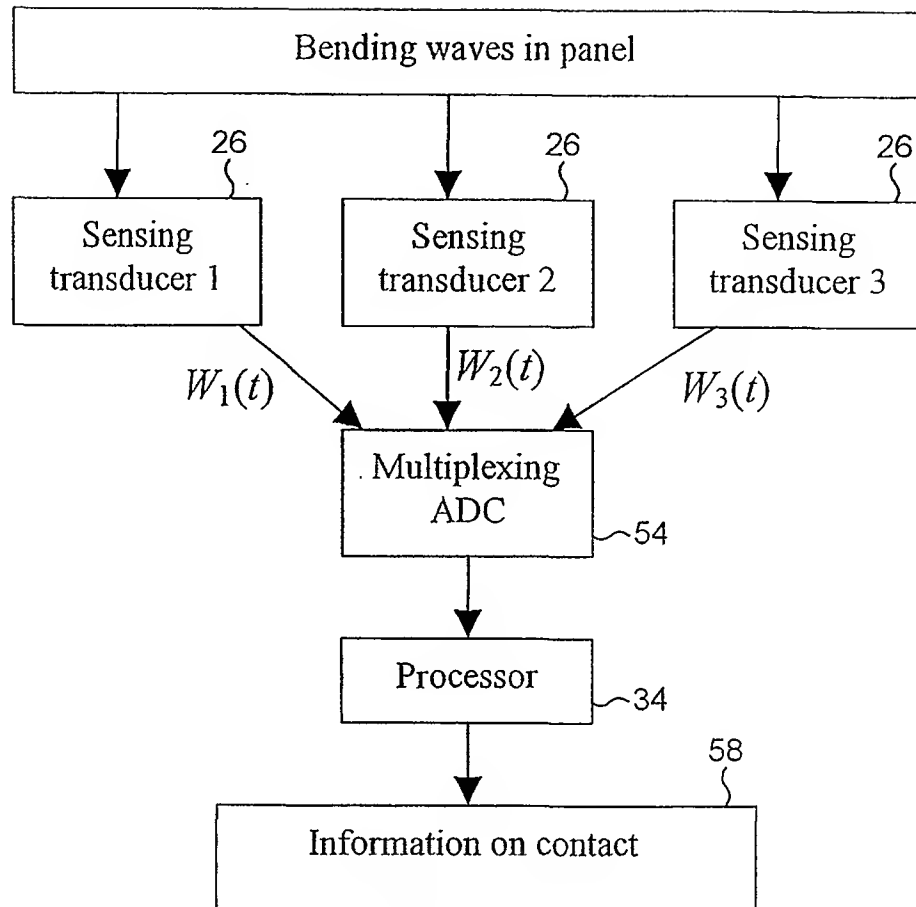 Bending waves in panel
26
26
26
Sensing
transducer 1
Sensing
transducer 2
Sensing
transducer 3
W₁(t)
W₂(t)
W₃(t)
Multiplexing
ADC
54
Processor
34
58
Information on contact